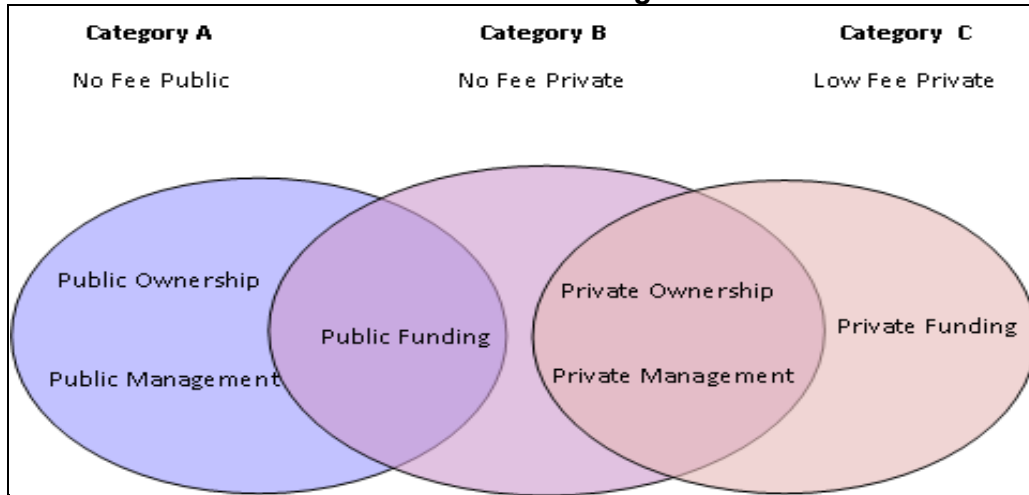 Category A Category B Category C
No Fee Public No Fee Private Low Fee Private
Public Ownership Private Ownership
Public Funding Private Funding
Public Management Private Management